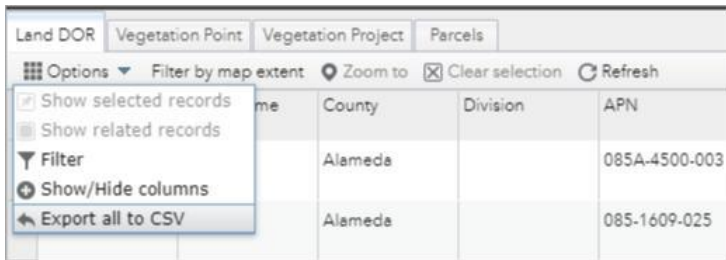 Land DOR Vegetation Point Vegetation Project Parcels
Options Filter by map extent Zoom to Clear selection Refresh
Show selected records
me County Division APN
Show related records
Filter
Alameda 085A-4500-003
Show/Hide columns
Export all to CSV
Alameda 085-1609-025